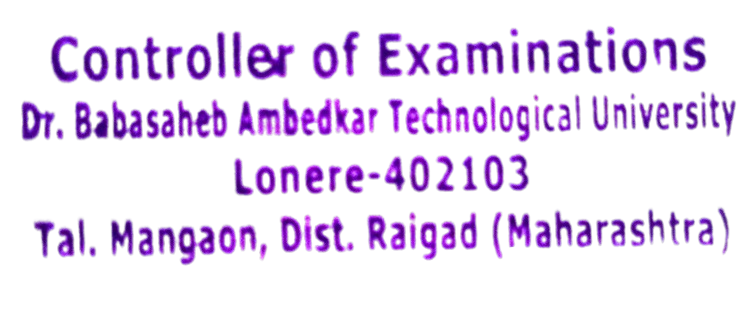 Controller of Examinations
Dr. Babasaheb Ambedkar Technological University
Lonere-402103
Tal. Mangaon, Dist. Raigad (Maharashtra)